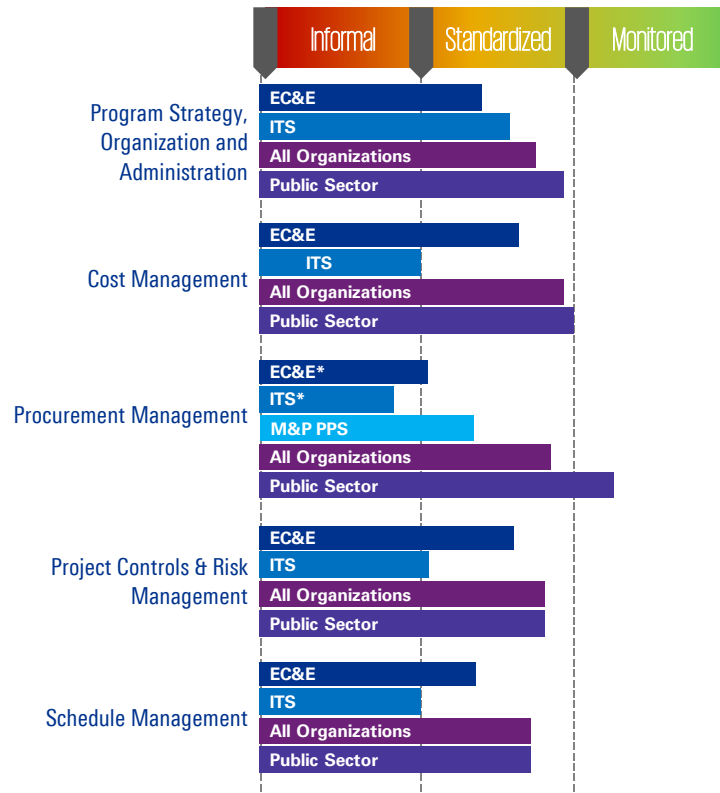 Informal
Standardized
Monitored
Program Strategy,
Organization and
Administration
EC&E
ITS
All Organizations
Public Sector
Cost Management
EC&E
ITS
All Organizations
Public Sector
Procurement Management
EC&E*
ITS*
M&P PPS
All Organizations
Public Sector
Project Controls & Risk
Management
EC&E
ITS
All Organizations
Public Sector
Schedule Management
EC&E
ITS
All Organizations
Public Sector